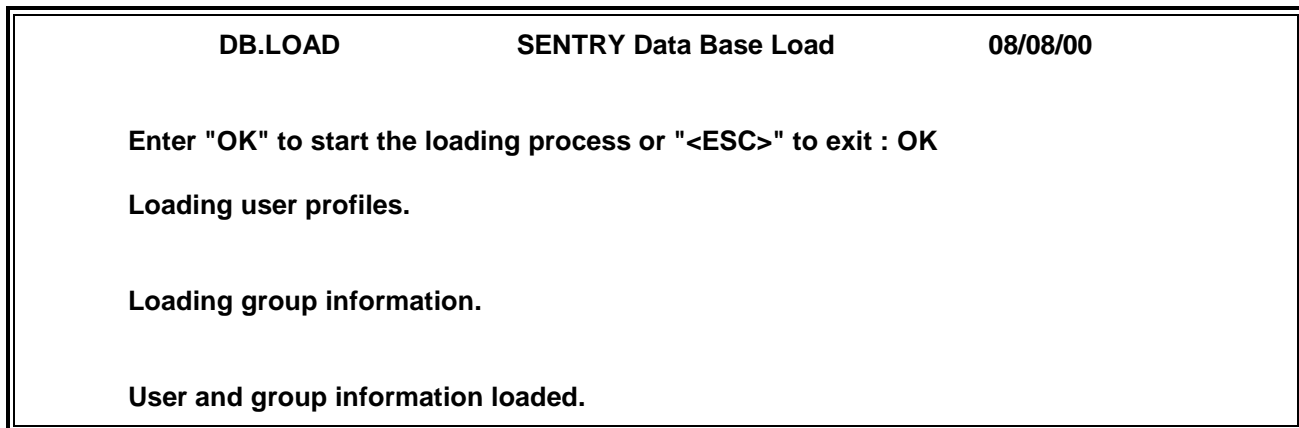 DB.LOAD SENTRY Data Base Load 08/08/00
Enter "OK" to start the loading process or "<ESC>" to exit : OK
Loading user profiles.
Loading group information.
User and group information loaded.